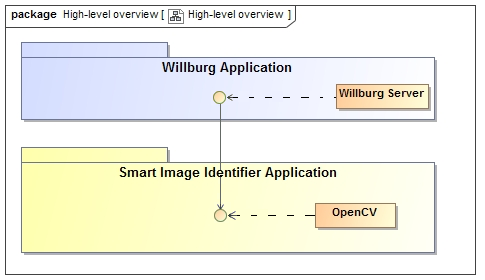 package High-level overview [ High-level overview ]
Willburg Application
Willburg Server
Smart Image Identifier Application
OpenCV